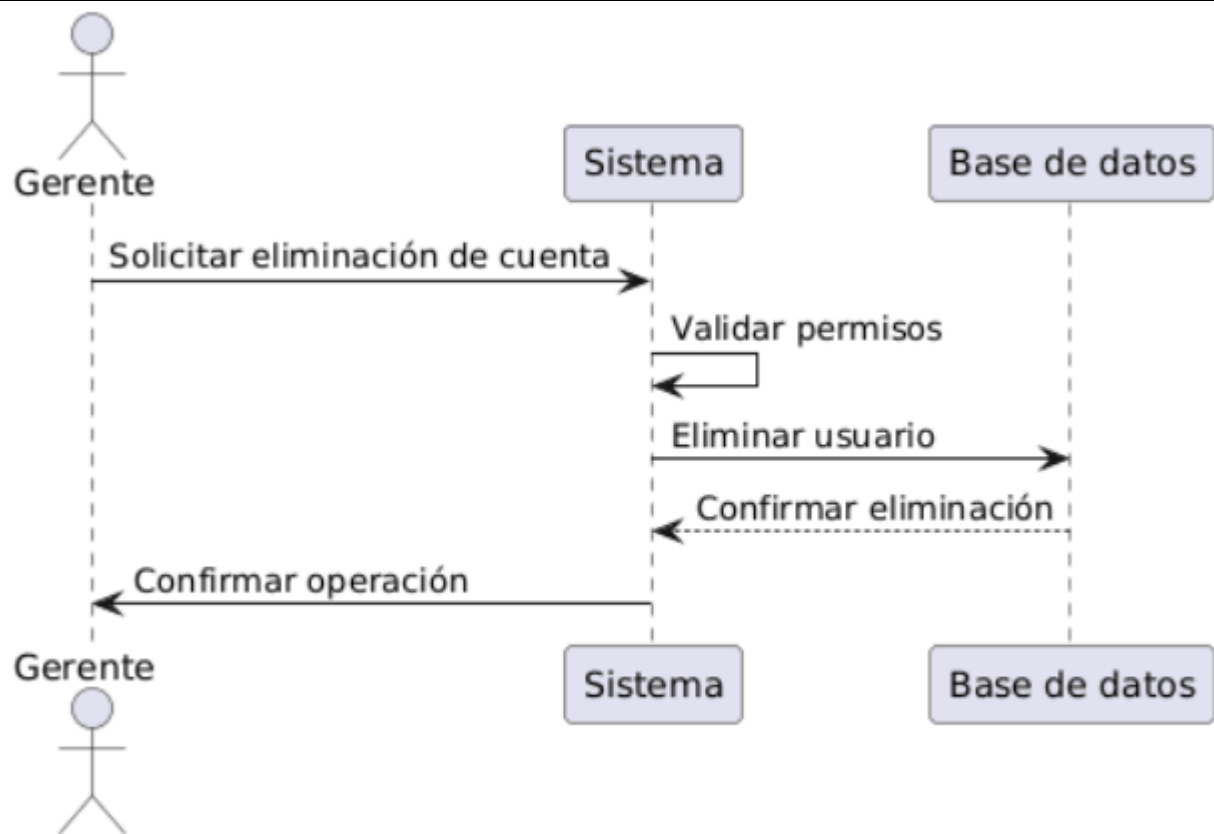 Gerente
Sistema
Base de datos
Solicitar eliminación de cuenta
Validar permisos
Eliminar usuario
Confirmar eliminación
Confirmar operación
Gerente
Sistema
Base de datos